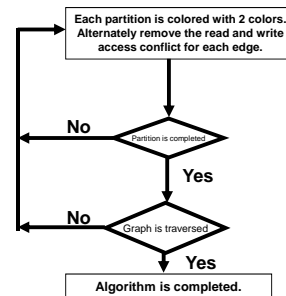 Each partition is colored with 2 colors.
Alternately remove the read and write
access conflict for each edge.
No
Partition is completed
Yes
No
Graph is traversed
Yes
Algorithm is completed.